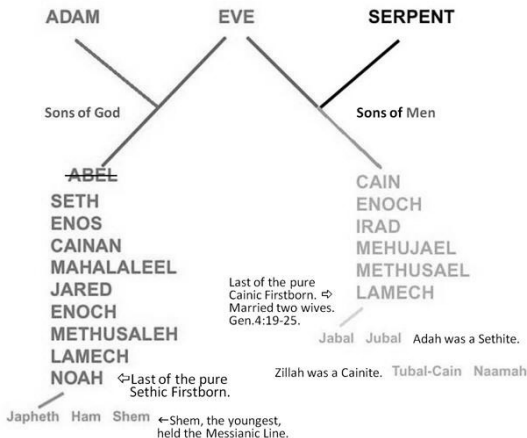 ADAM EVE SERPENT
Sons of God Sons of Men
ABEL
SETH
ENOS
CAINAN
MAHALALEEL
JARED
ENOCH
METHUSALEH
LAMECH
NOAH ⇦Last of the pure
Sethic Firstborn.
Japheth Ham Shem ←Shem, the youngest,
held the Messianic Line.
CAIN
ENOCH
IRAD
MEHUJAEL
METHUSAEL
LAMECH
Last of the pure
Cainic Firstborn. ⇨
Married two wives.
Gen.4:19-25.
Jabal Jubal Adah was a Sethite.
Zillah was a Cainite. Tubal-Cain Naamah